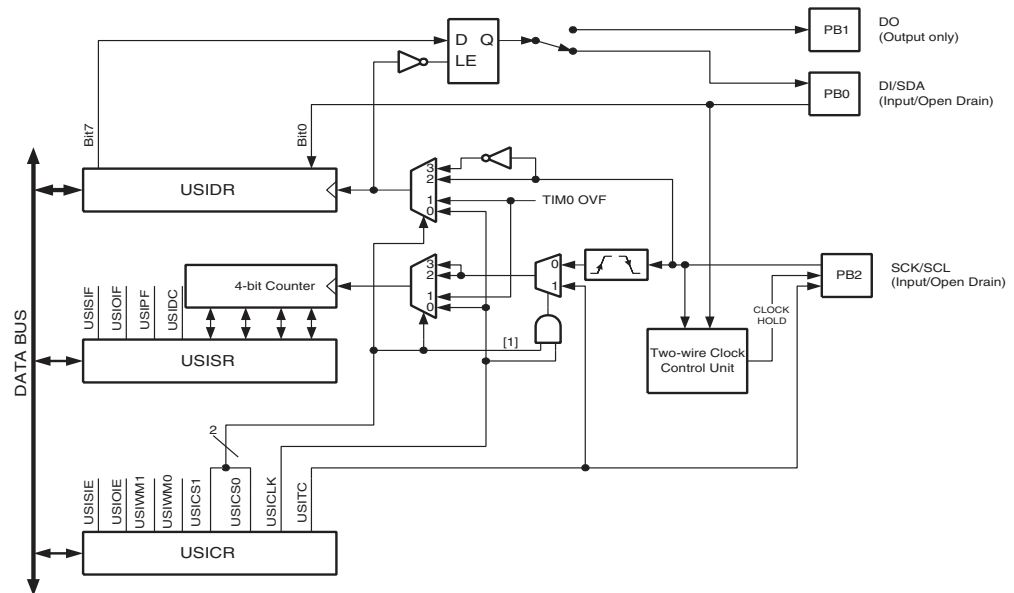 DO
(Output only)
PB1
D Q
LE
DI/SDA
(Input/Open Drain)
PB0
Bit7
Bit0
USIDR
3
2
1
0
TIM0 OVF
DATA BUS
4-bit Counter
3
2
1
0
0
1
SCK/SCL
(Input/Open Drain)
PB2
CLOCK
HOLD
USISIF
USIOIF
USIPF
USIDC
[1]
USISR
Two-wire Clock
Control Unit
2
USISIE
USIOIE
USIWM1
USIWM0
USICS1
USICS0
USICLK
USITC
USICR